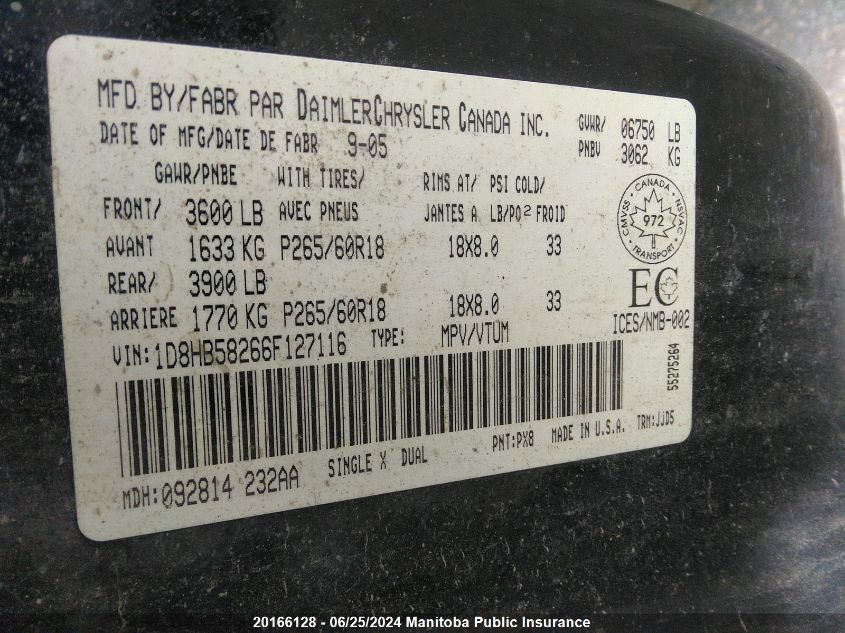 MFD BY/FABR PAR DAIMLERCHRYSLER CANADA INC. GVWR/ 06750 LB
DATE OF MFG/DATE DE FABR 9-05 PNBV 3062 KG
GAWR/PNBE WITH TIRES/ RIMS AT/ PSI COLD/
FRONT/ 3600 LB AVEC PNEUS JANTES A LB/PO² FROID
AVANT 1633 KG P265/60R18 18X8.0 33
REAR/ 3900 LB
ARRIERE 1770 KG P265/60R18 18X8.0 33
CANADA
CMVSS 972 NSVAC
TRANSPORT
EC
ICES/NMB-002
VIN:1D8HB58266F127116 TYPE: MPV/VTUM
55275264
MDH:092814 232AA SINGLE X DUAL PNT:PX8 MADE IN U.S.A. TRM:JJD5
20166128 - 06/25/2024 Manitoba Public Insurance